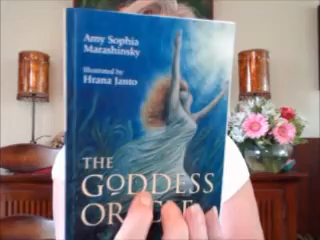 Amy Sophia
Marashinsky
Illustrated by
Hrana Janto
THE
GODDESS
ORACLE